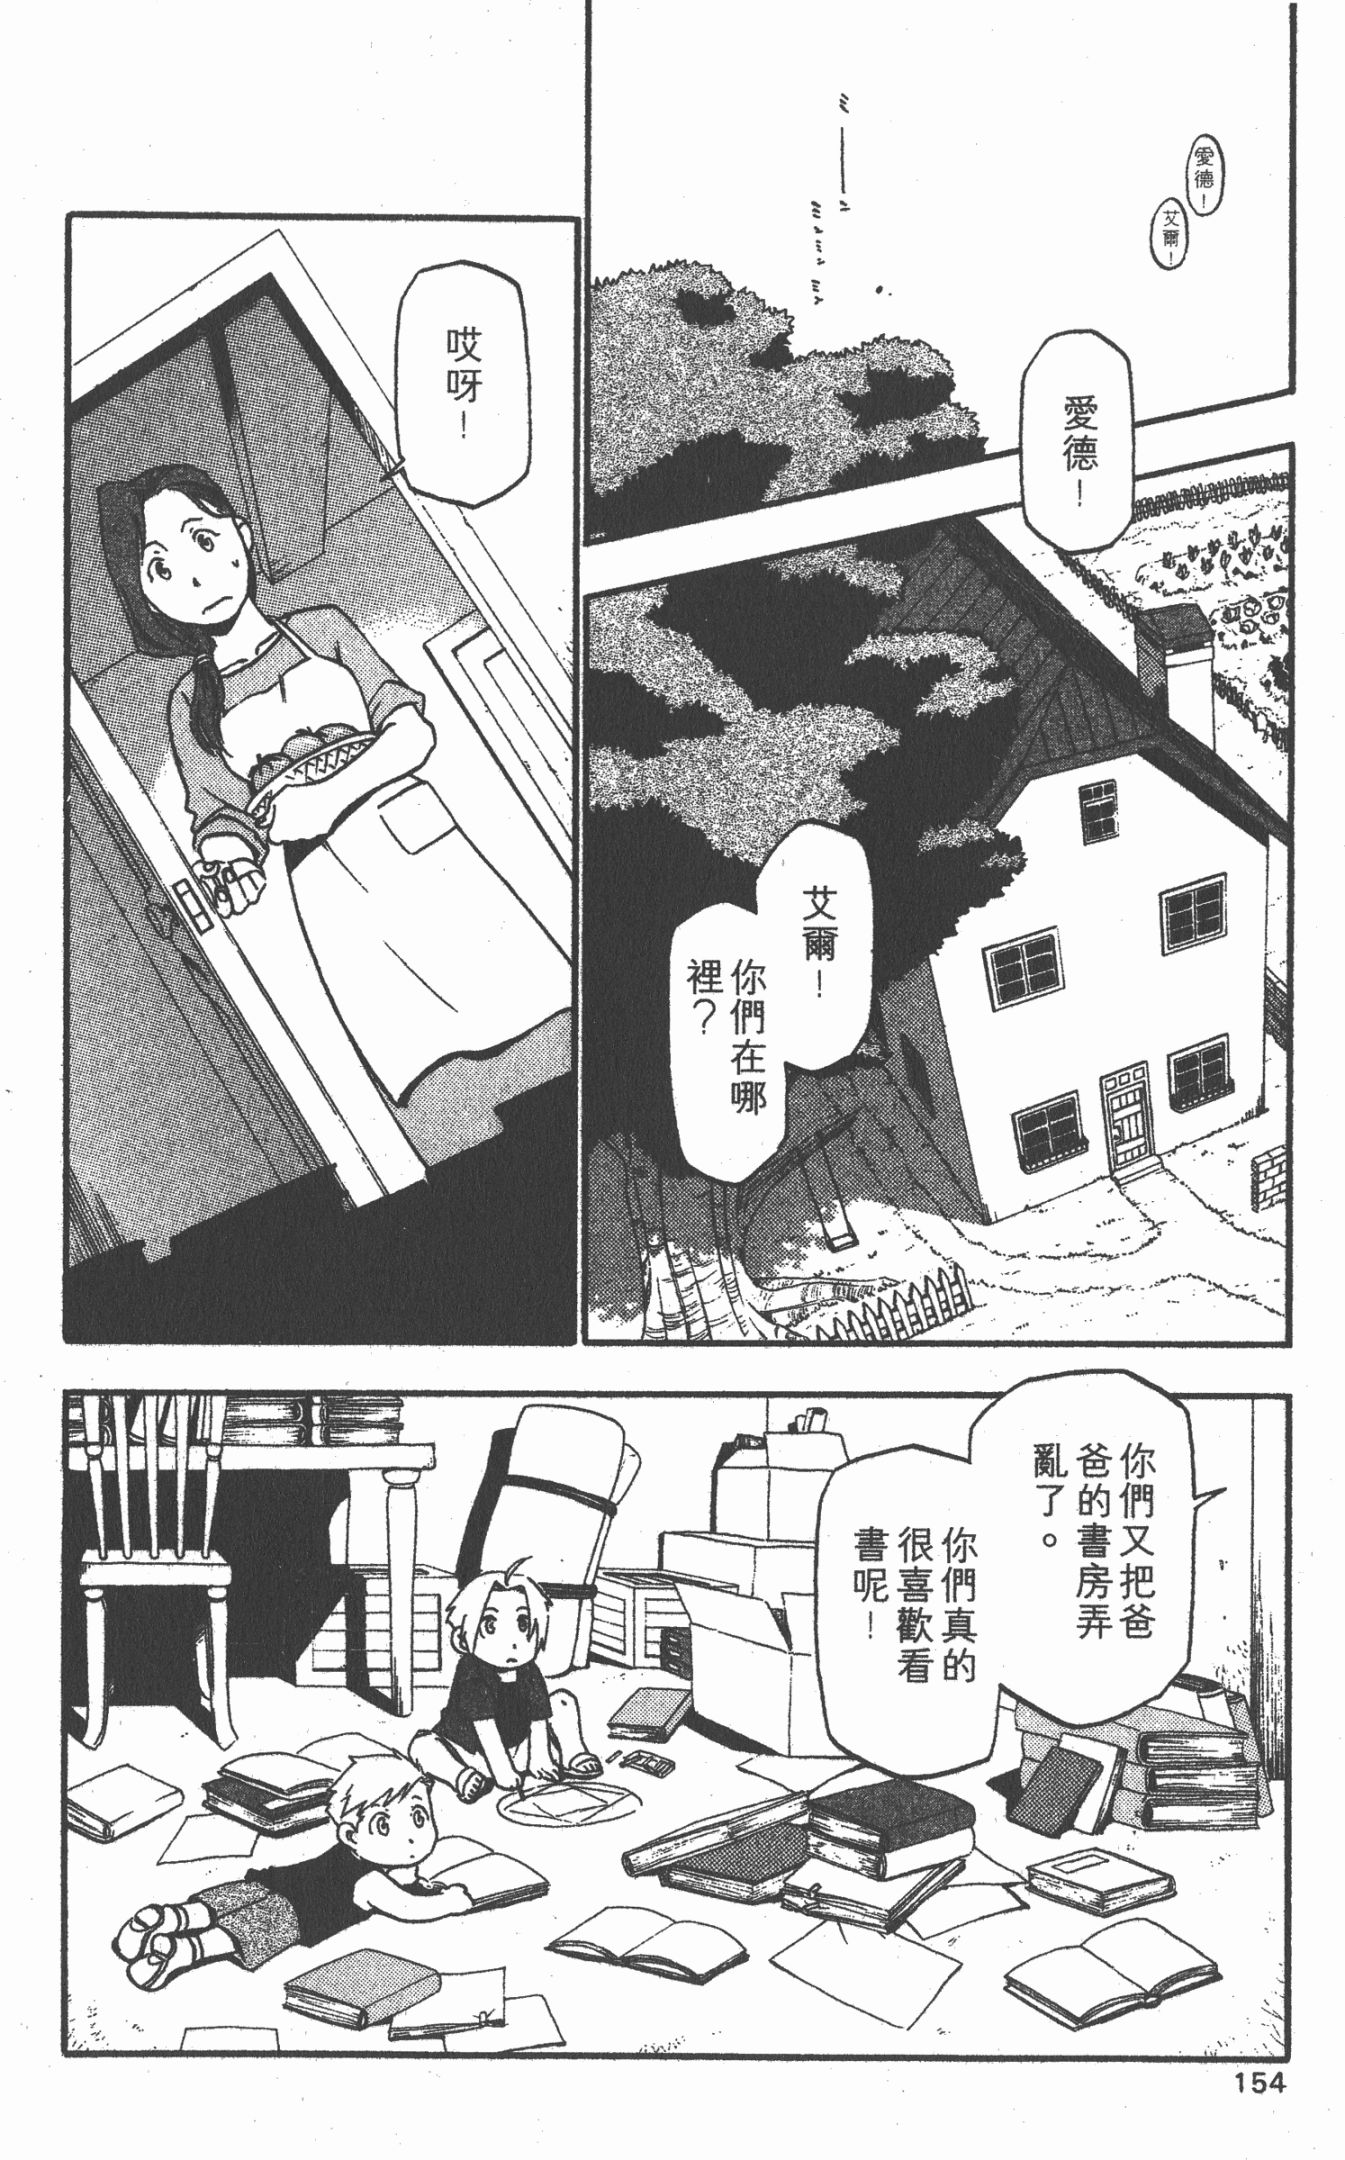 愛德！
艾爾！
愛德！
艾爾！
你們在哪
裡？
哎呀！
你們又把爸
爸的書房弄
亂了。
你們真的
很喜歡看
書呢！
154